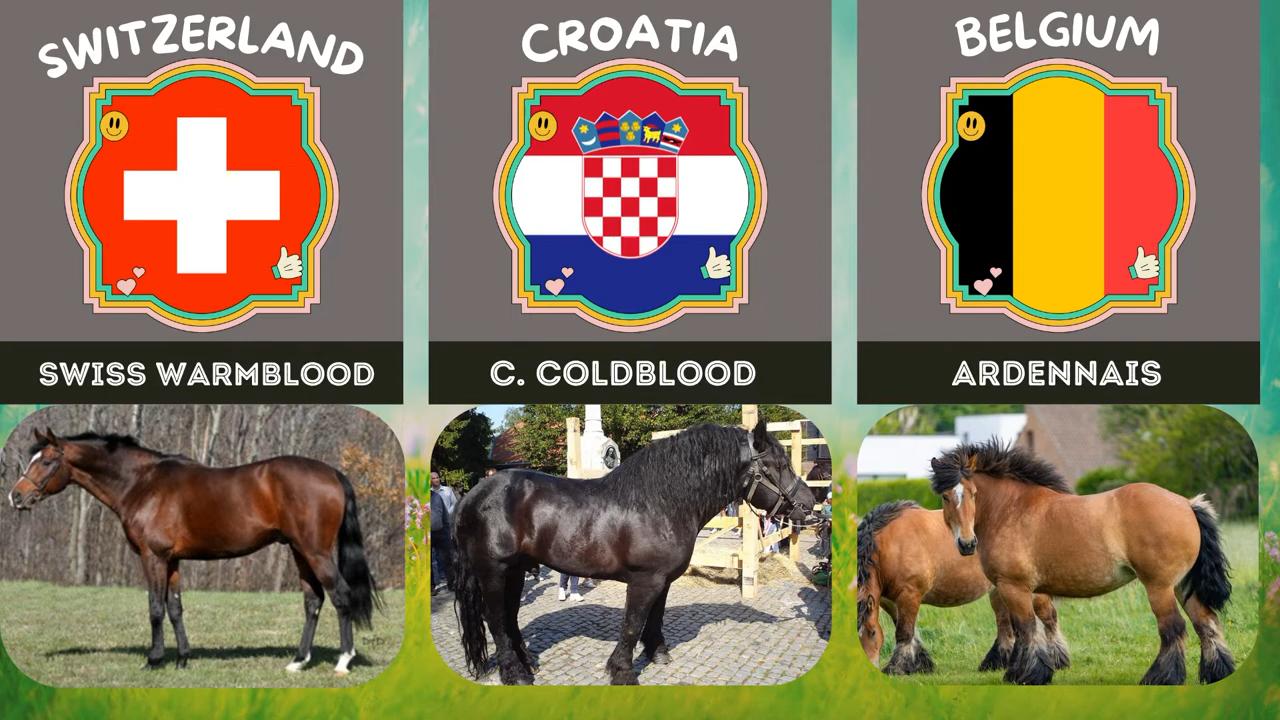 SWITZERLAND
CROATIA
BELGIUM
SWISS WARMBLOOD
C. COLDBLOOD
ARDENNAIS